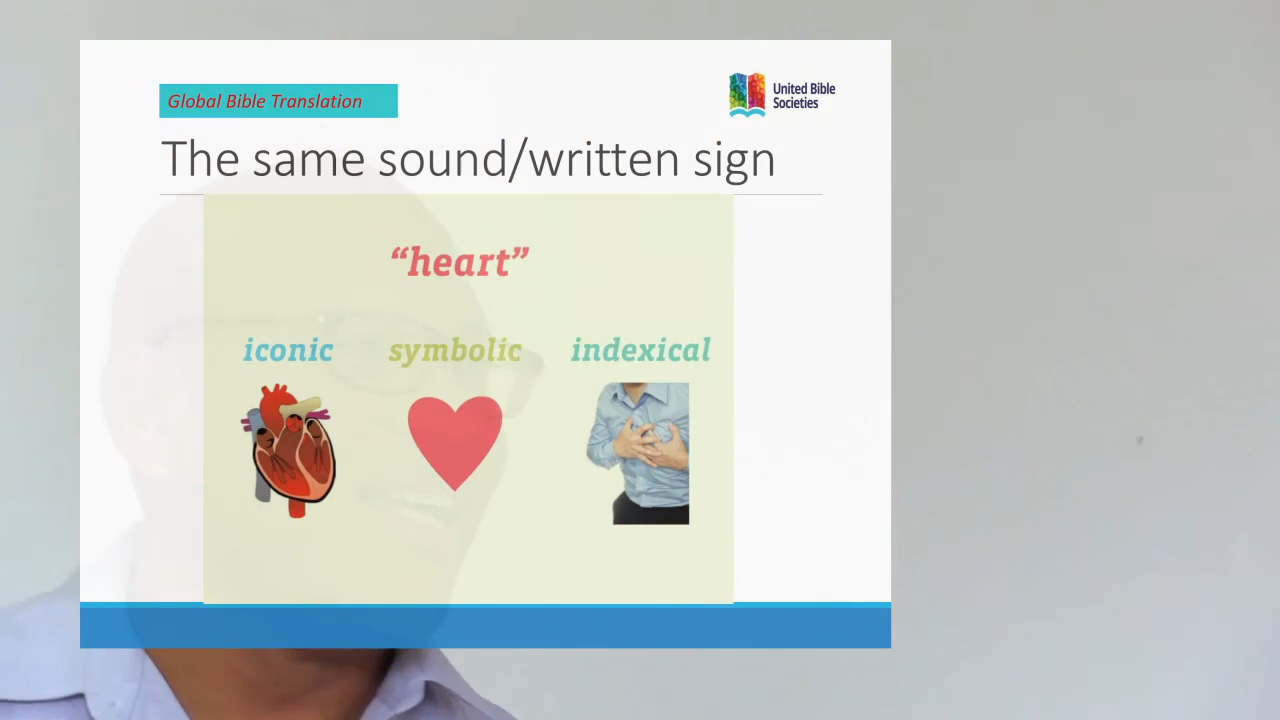 Global Bible Translation
United Bible
Societies
The same sound/written sign
“heart”
iconic symbolic indexical